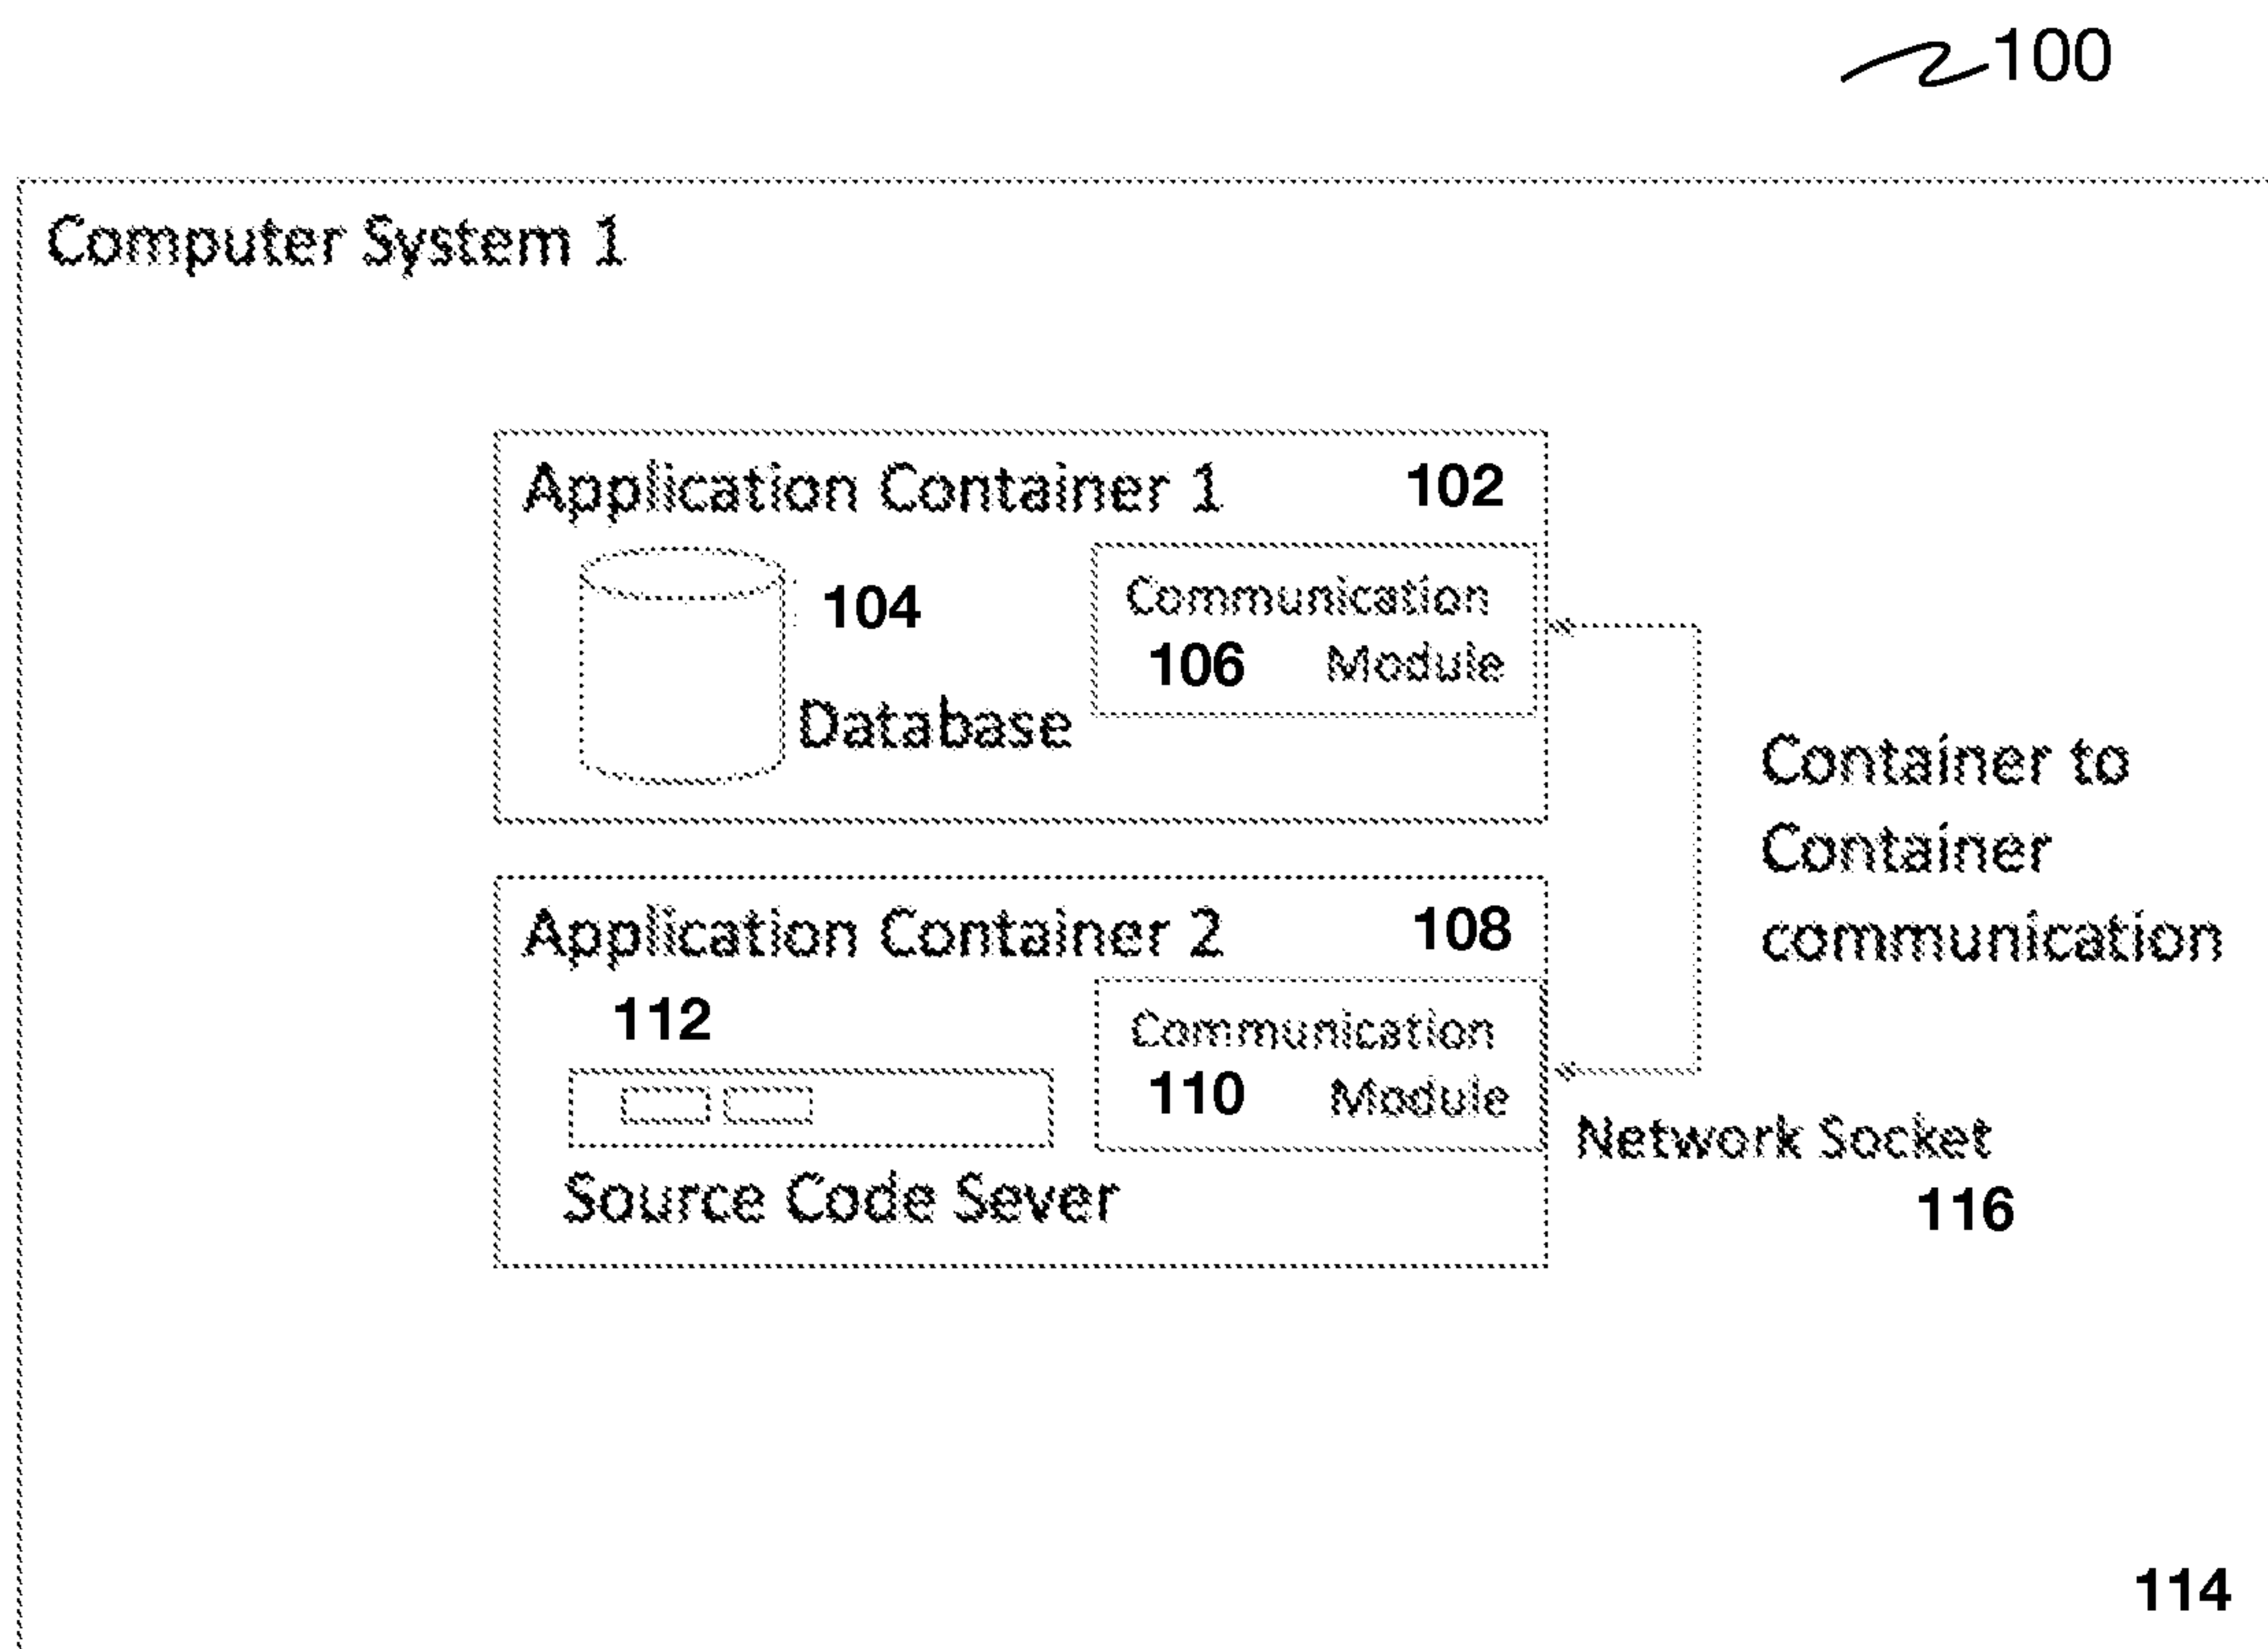 100
Computer System 1
Application Container 1 102
104
Communication
106 Module
Database
Container to
Container
communication
Application Container 2 108
112
Communication
110 Module
Network Socket
Source Code Sever
116
114